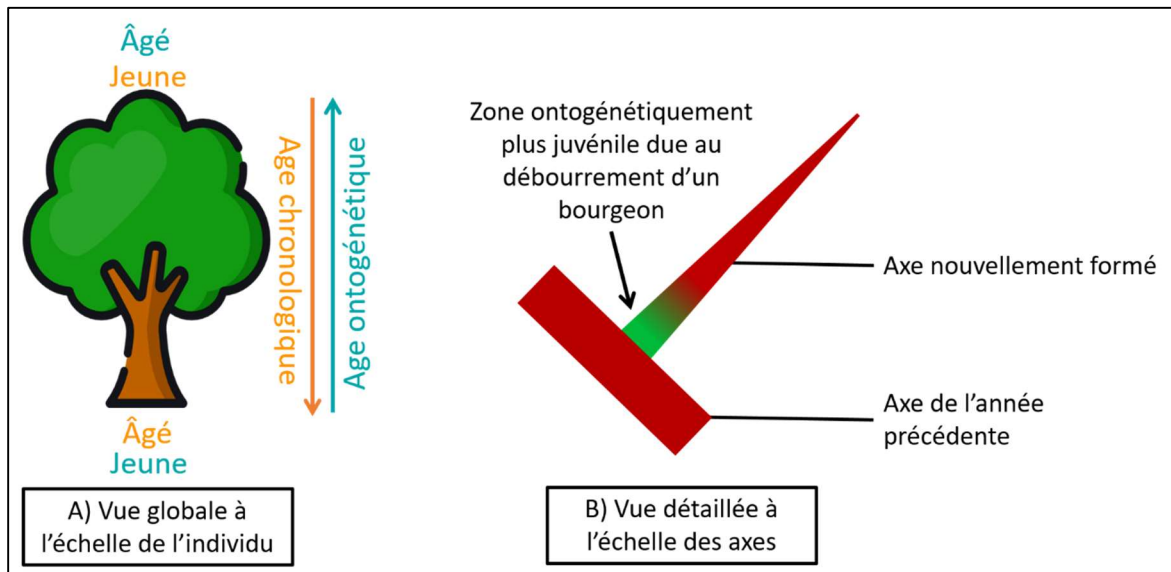 Âgé
Jeune
Age chronologique
Age ontogénétique
Âgé
Jeune
A) Vue globale à
l'échelle de l'individu
Zone ontogénétiquement
plus juvénile due au
débourrement d'un
bourgeon
Axe nouvellement formé
Axe de l'année
précédente
B) Vue détaillée à
l'échelle des axes